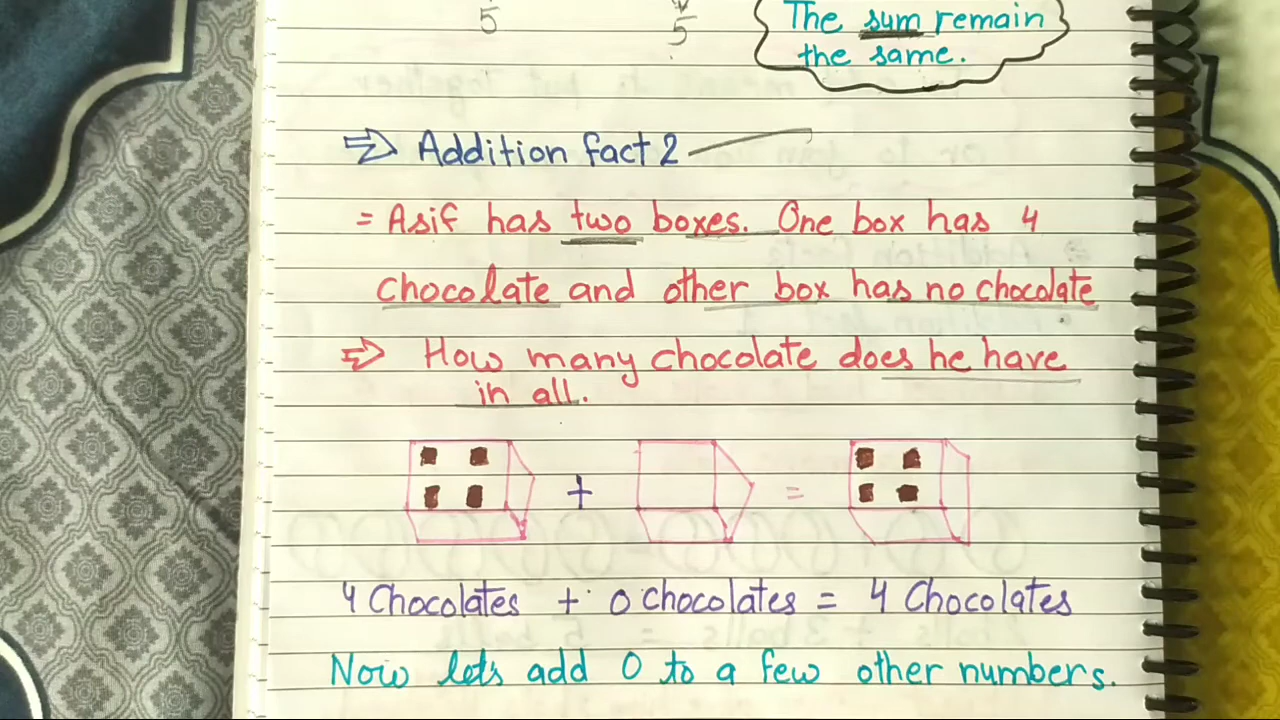 5 5
The sum remain
the same.
⇒ Addition fact 2
= Asif has two boxes. One box has 4
chocolate and other box has no chocolate
⇒ How many chocolate does he have
in all.
+ =
4 Chocolates + 0 chocolates = 4 Chocolates
Now lets add 0 to a few other numbers.